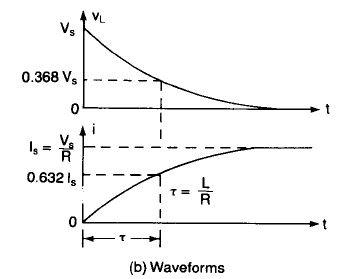 v_L
V_s
0.368 V_s
0
t
i
I_s = V_s/R
0.632 I_s
τ = L/R
0
t
τ
(b) Waveforms